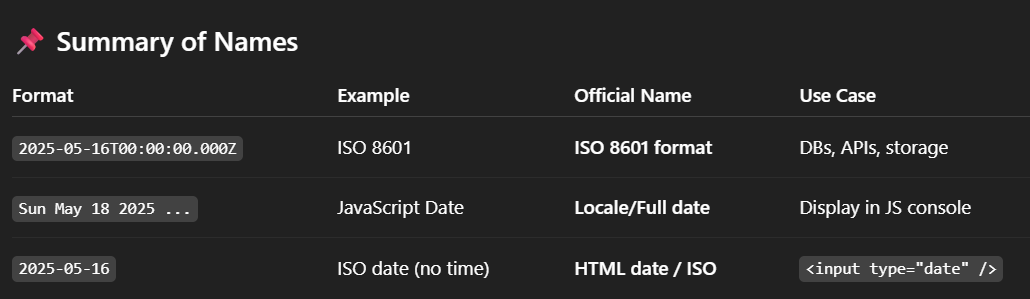 📌 Summary of Names
Format Example Official Name Use Case
2025-05-16T00:00:00.000Z ISO 8601 ISO 8601 format DBs, APIs, storage
Sun May 18 2025 ... JavaScript Date Locale/Full date Display in JS console
2025-05-16 ISO date (no time) HTML date / ISO <input type="date" />